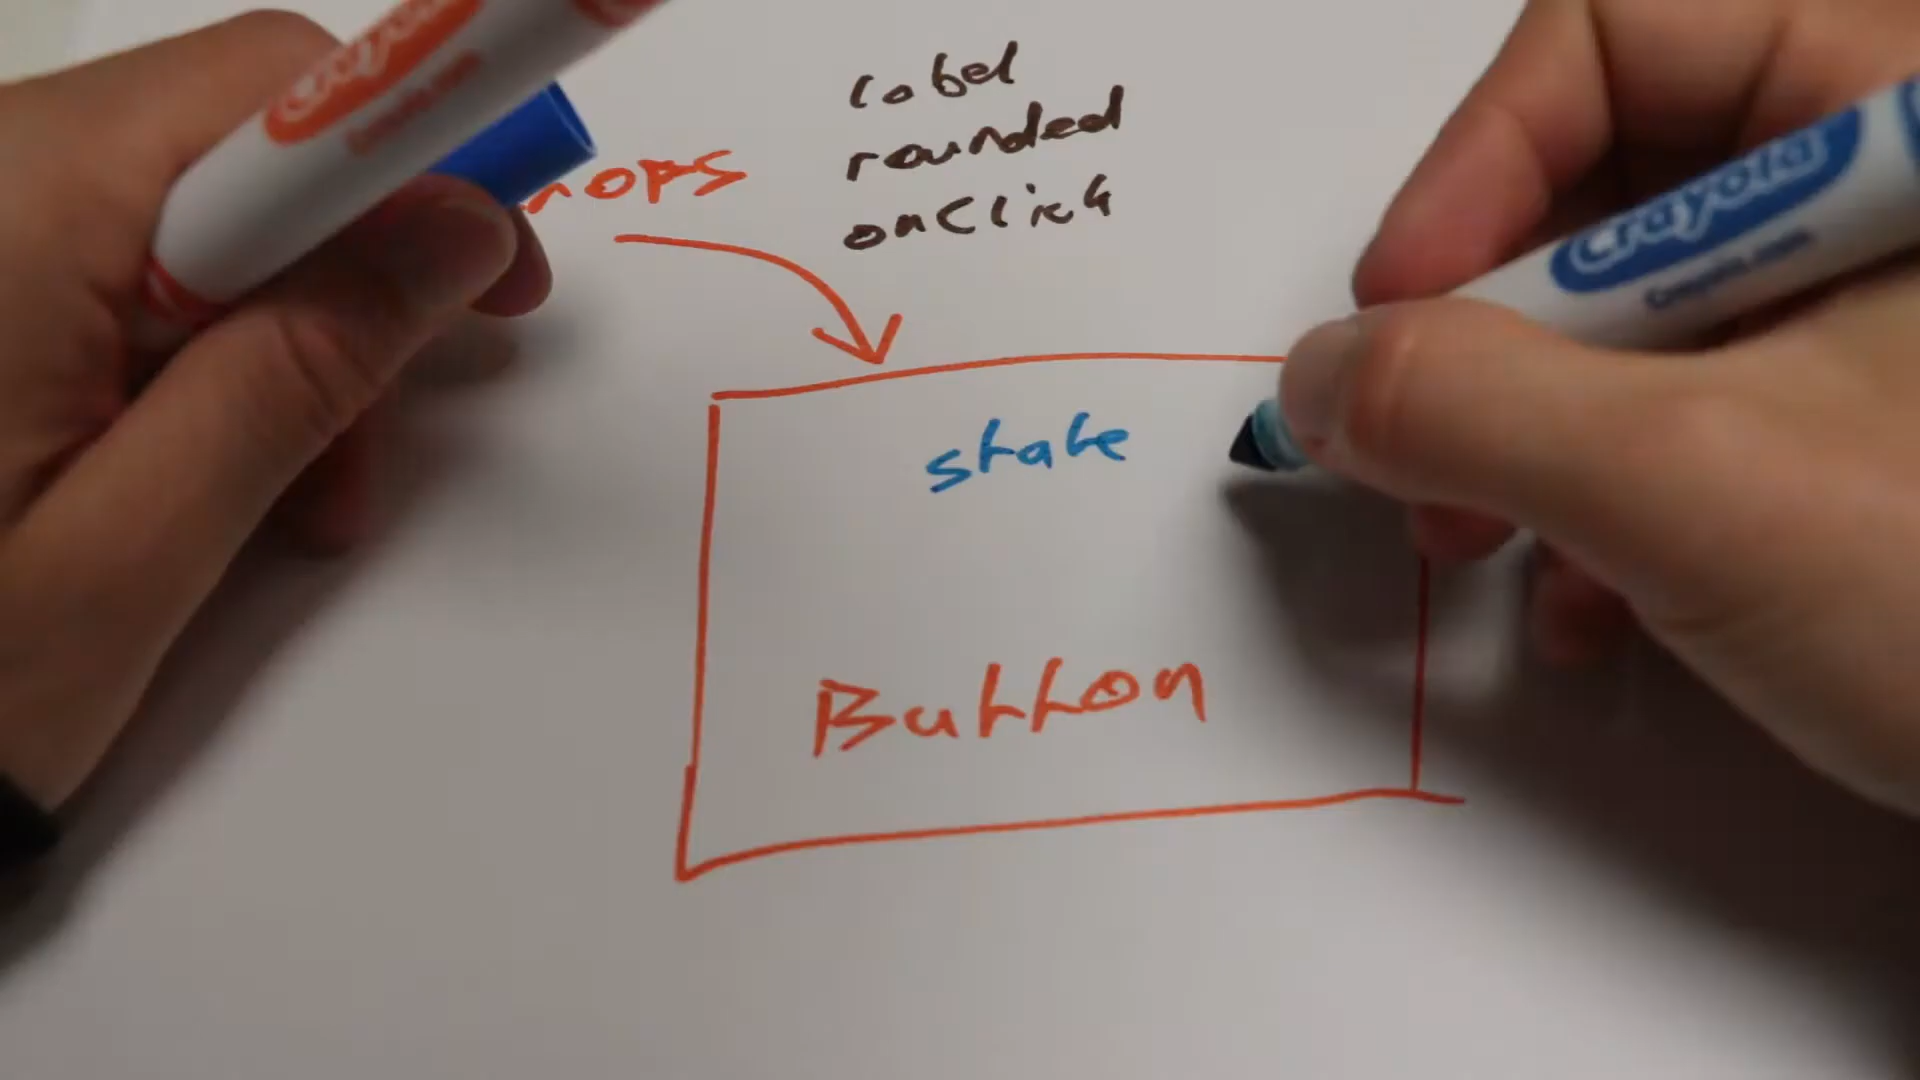 label
rounded
onClick
rops
state
Button
Crayola
Crayola